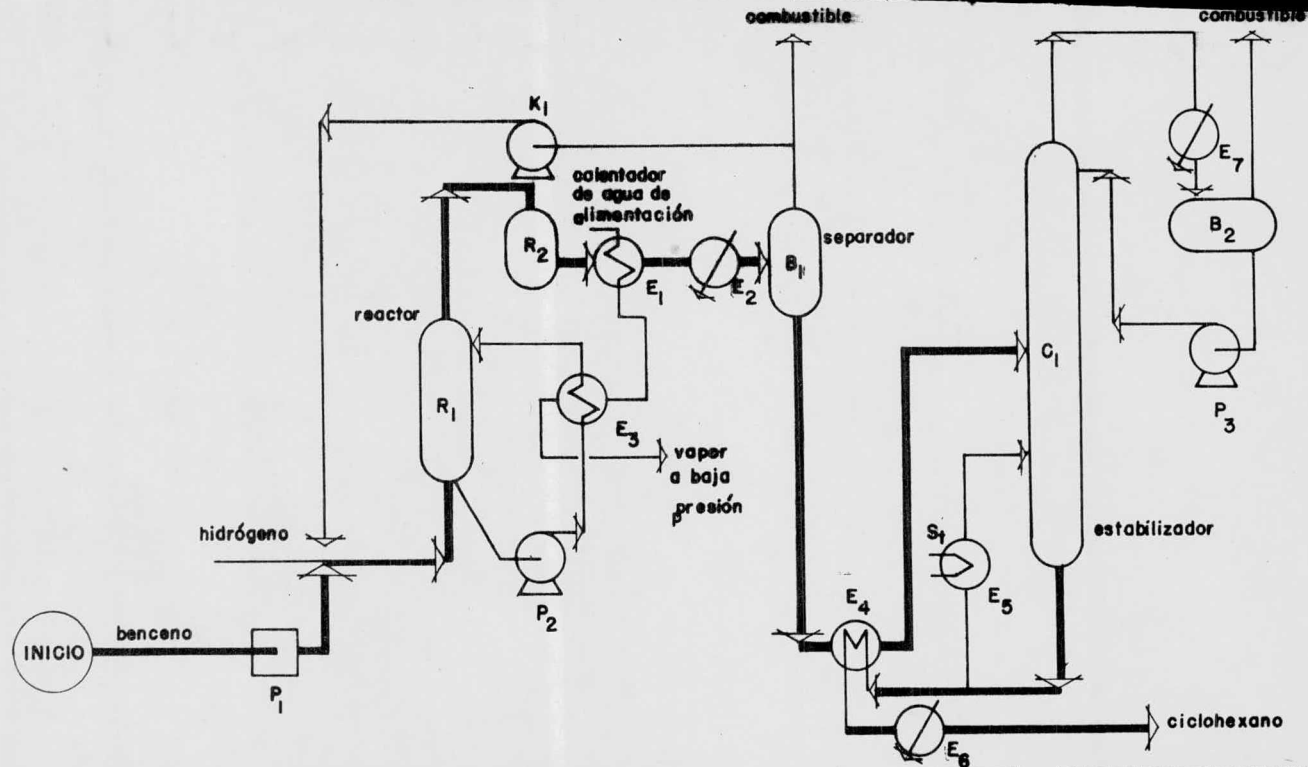 combustible
combustible
K1
calentador
de agua de
alimentación
E7
R2
separador
B2
B1
E1
E2
reactor
C1
R1
E3
P3
vapor
a baja
presión
hidrógeno
estabilizador
St
E4
E5
benceno
P2
INICIO
P1
ciclohexano
E6